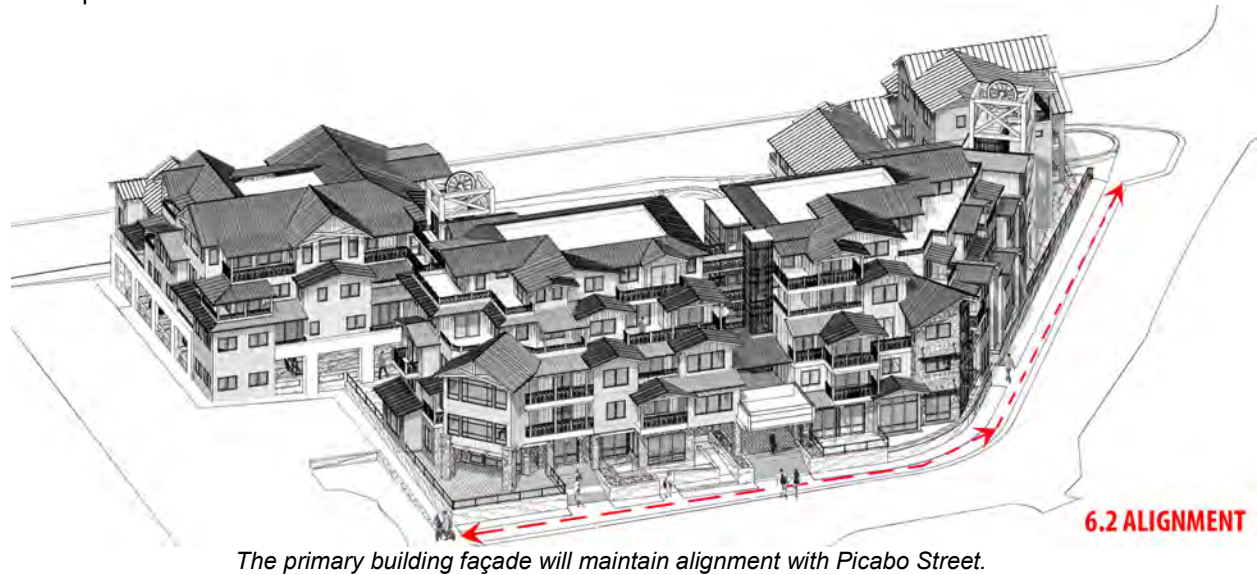 6.2 ALIGNMENT
The primary building façade will maintain alignment with Picabo Street.